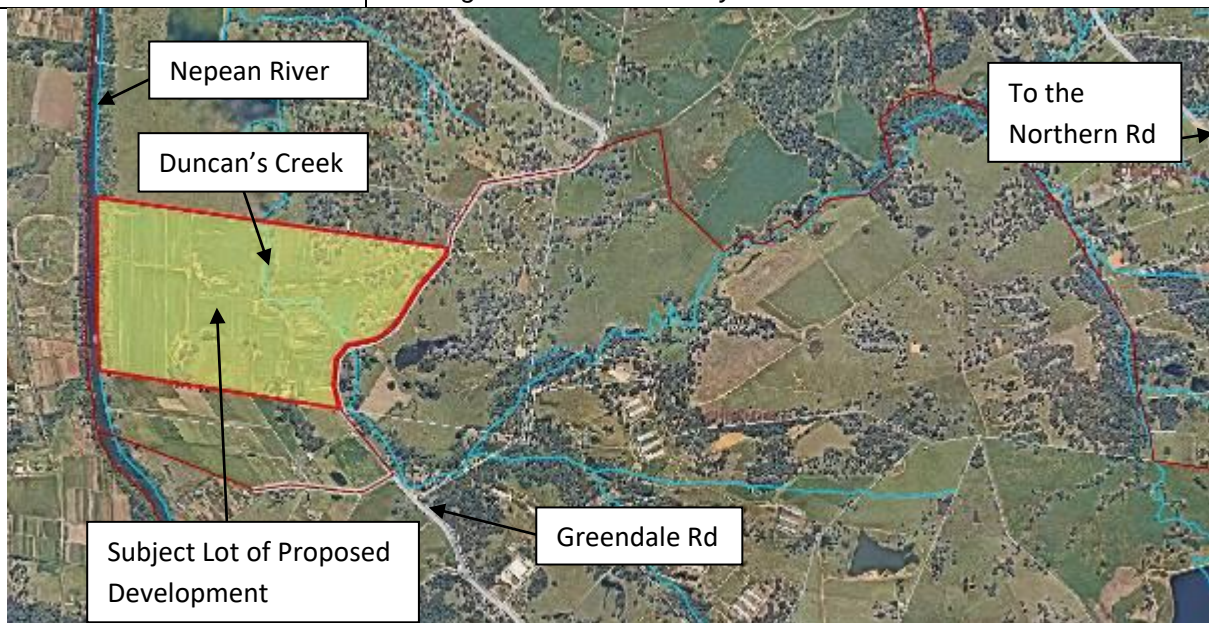 Nepean River
Duncan's Creek
To the
Northern Rd
Subject Lot of Proposed
Development
Greendale Rd